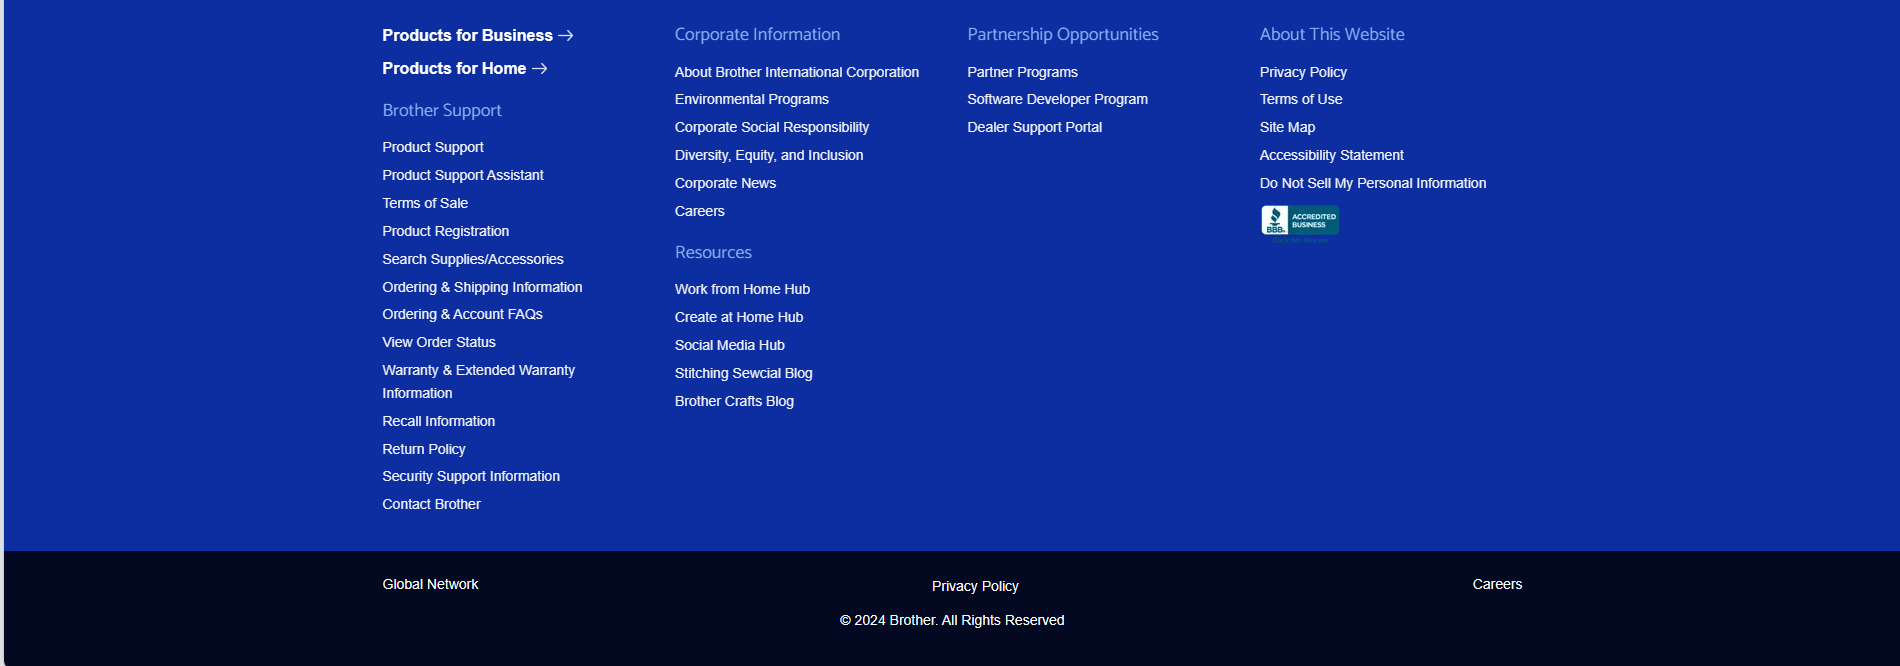 Products for Business
Products for Home
Brother Support
Product Support
Product Support Assistant
Terms of Sale
Product Registration
Search Supplies/Accessories
Ordering & Shipping Information
Ordering & Account FAQs
View Order Status
Warranty & Extended Warranty
Information
Recall Information
Return Policy
Security Support Information
Contact Brother
Corporate Information
About Brother International Corporation
Environmental Programs
Corporate Social Responsibility
Diversity, Equity, and Inclusion
Corporate News
Careers
Resources
Work from Home Hub
Create at Home Hub
Social Media Hub
Stitching Sewcial Blog
Brother Crafts Blog
Partnership Opportunities
Partner Programs
Software Developer Program
Dealer Support Portal
About This Website
Privacy Policy
Terms of Use
Site Map
Accessibility Statement
Do Not Sell My Personal Information
BBB.
ACCREDITED
BUSINESS
Click for Review
Global Network
Privacy Policy
Careers
© 2024 Brother. All Rights Reserved